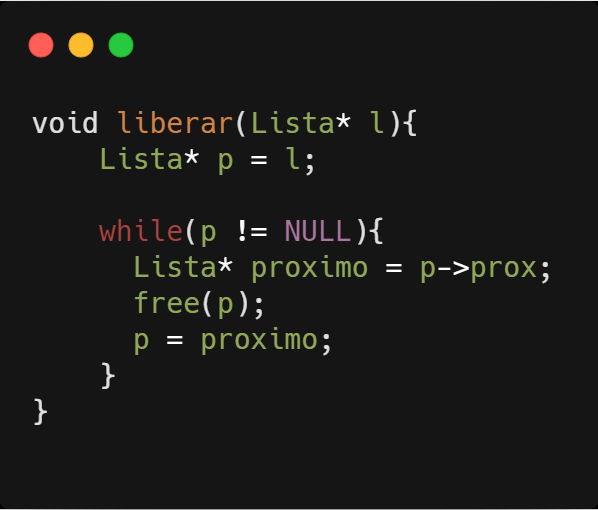 void liberar(Lista* l){
    Lista* p = l;

    while(p != NULL){
      Lista* proximo = p->prox;
      free(p);
      p = proximo;
    }
}